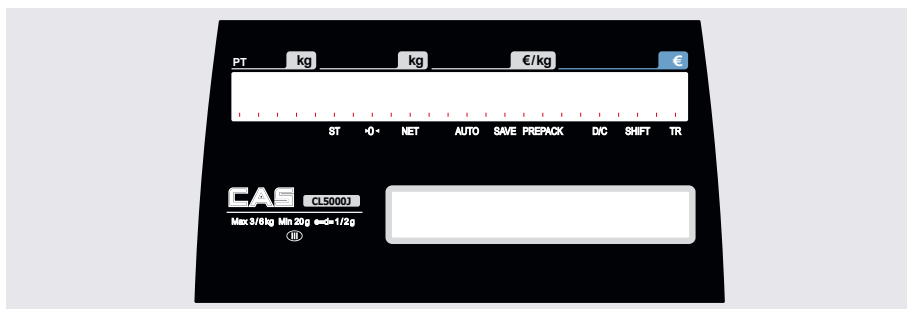 PT kg kg €/kg €
ST ▸0◂ NET AUTO SAVE PREPACK D/C SHIFT TR
CAS CL5000J
Max 3/6kg Min 20g e=d=1/2g
III